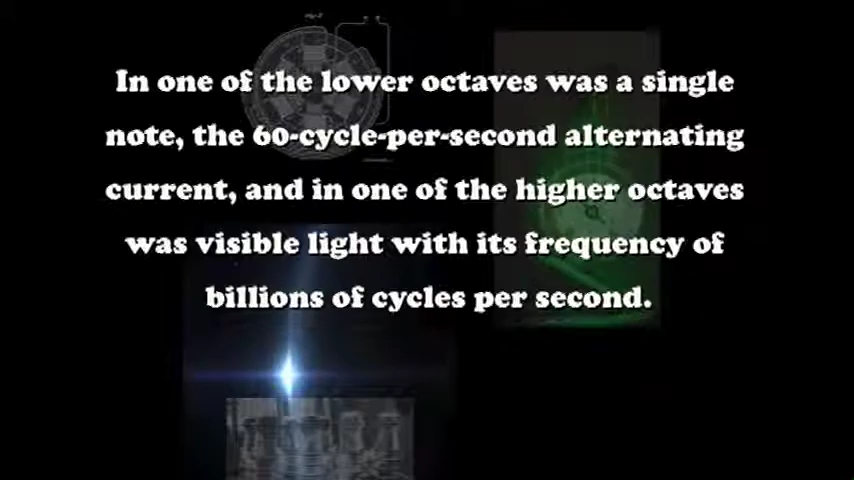 In one of the lower octaves was a single
note, the 60-cycle-per-second alternating
current, and in one of the higher octaves
was visible light with its frequency of
billions of cycles per second.